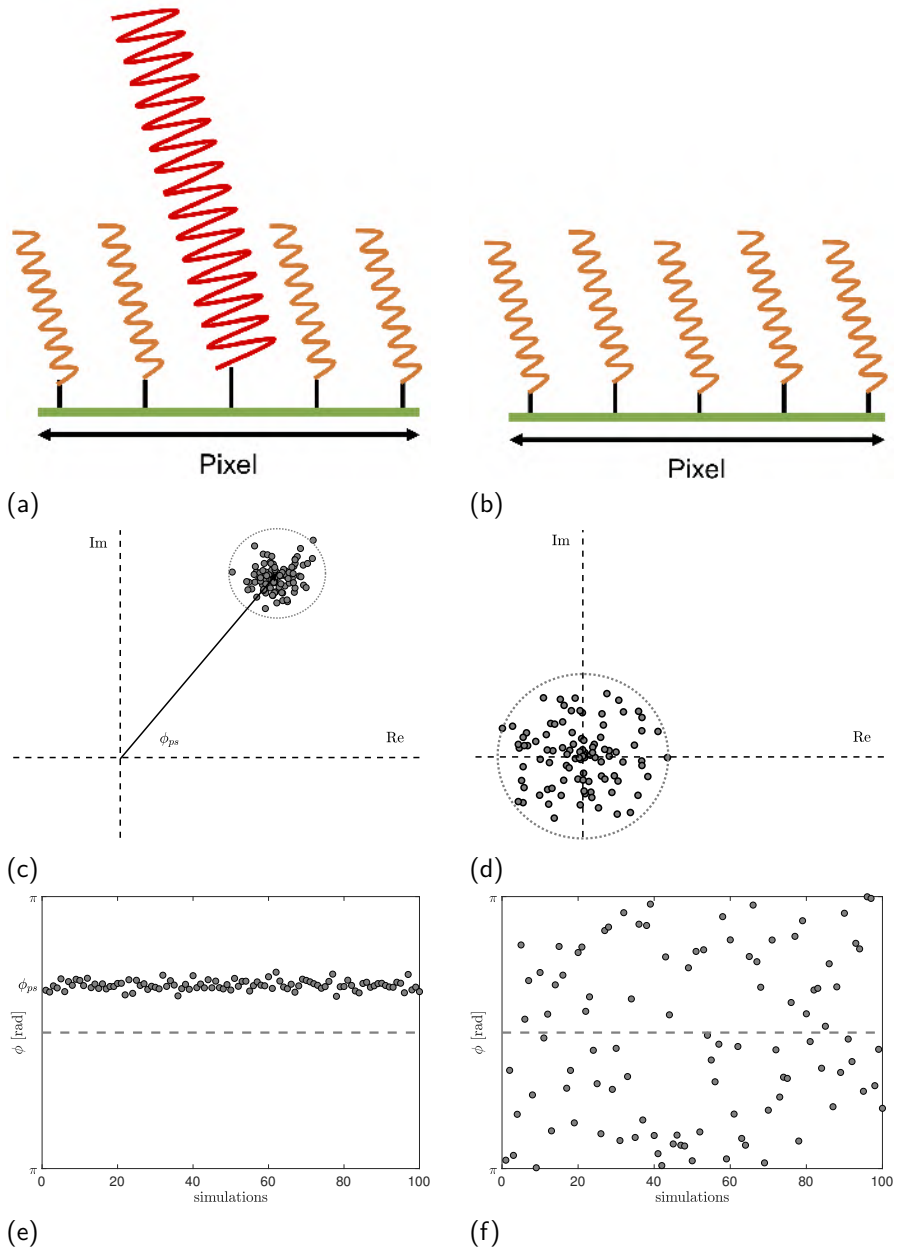 Pixel
Pixel
(a)
(b)
Im
ϕps
Re
Im
Re
(c)
(d)
π
ϕps
ϕ [rad]
π
0 20 40 60 80 100
simulations
π
ϕ [rad]
π
0 20 40 60 80 100
simulations
(e)
(f)